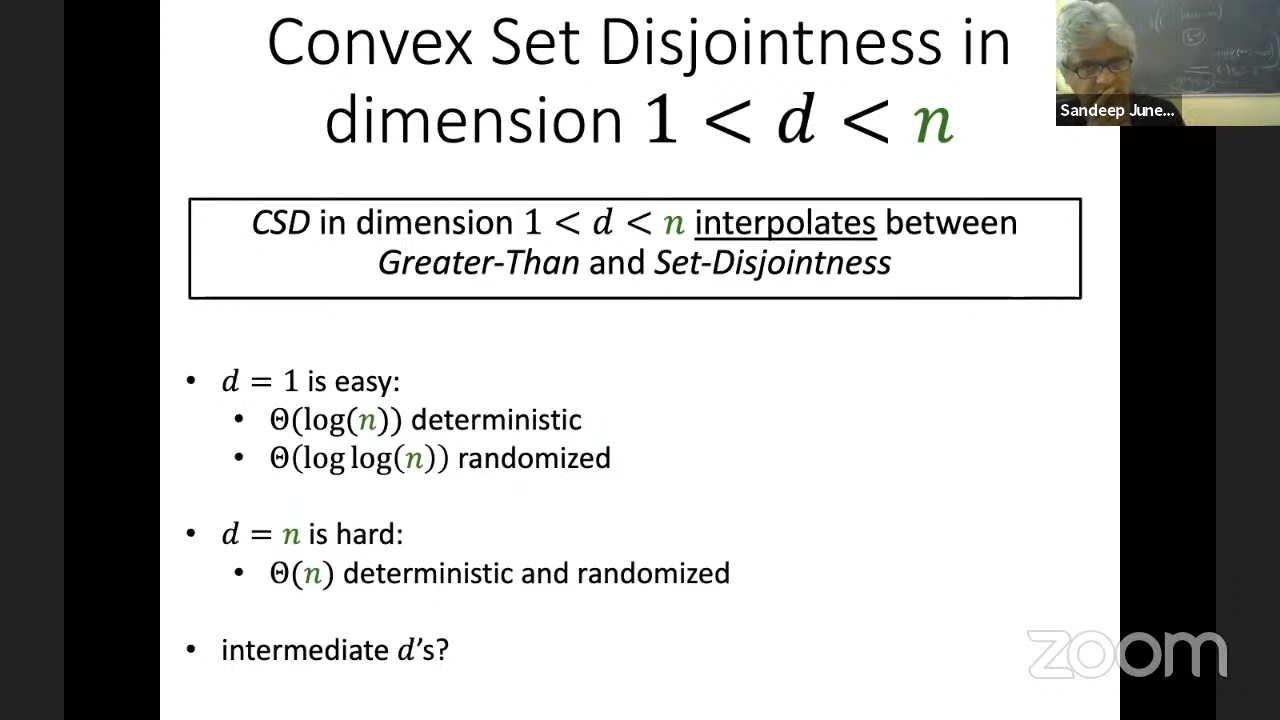 Convex Set Disjointness in
dimension 1 < d < n
Sandeep June...
CSD in dimension 1 < d < n interpolates between
Greater-Than and Set-Disjointness
• d = 1 is easy:
• Θ(log(n)) deterministic
• Θ(log log(n)) randomized
• d = n is hard:
• Θ(n) deterministic and randomized
• intermediate d's?
zoom